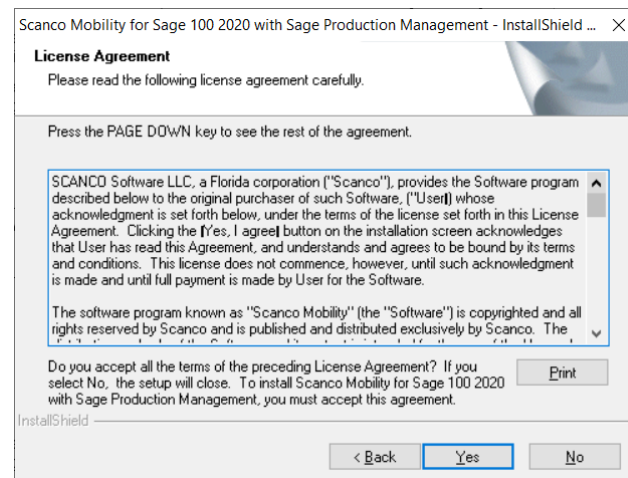 Scanco Mobility for Sage 100 2020 with Sage Production Management - InstallShield ...
License Agreement
Please read the following license agreement carefully.
Press the PAGE DOWN key to see the rest of the agreement.
SCANCO Software LLC, a Florida corporation ("Scanco"), provides the Software program
described below to the original purchaser of such Software, ("User|) whose
acknowledgment is set forth below, under the terms of the license set forth in this License
Agreement. Clicking the |Yes, I agree| button on the installation screen acknowledges
that User has read this Agreement, and understands and agrees to be bound by its terms
and conditions. This license does not commence, however, until such acknowledgment
is made and until full payment is made by User for the Software.
The software program known as "Scanco Mobility" (the "Software") is copyrighted and all
rights reserved by Scanco and is published and distributed exclusively by Scanco. The
Do you accept all the terms of the preceding License Agreement? If you
select No, the setup will close. To install Scanco Mobility for Sage 100 2020
with Sage Production Management, you must accept this agreement.
Print
InstallShield
< Back
Yes
No